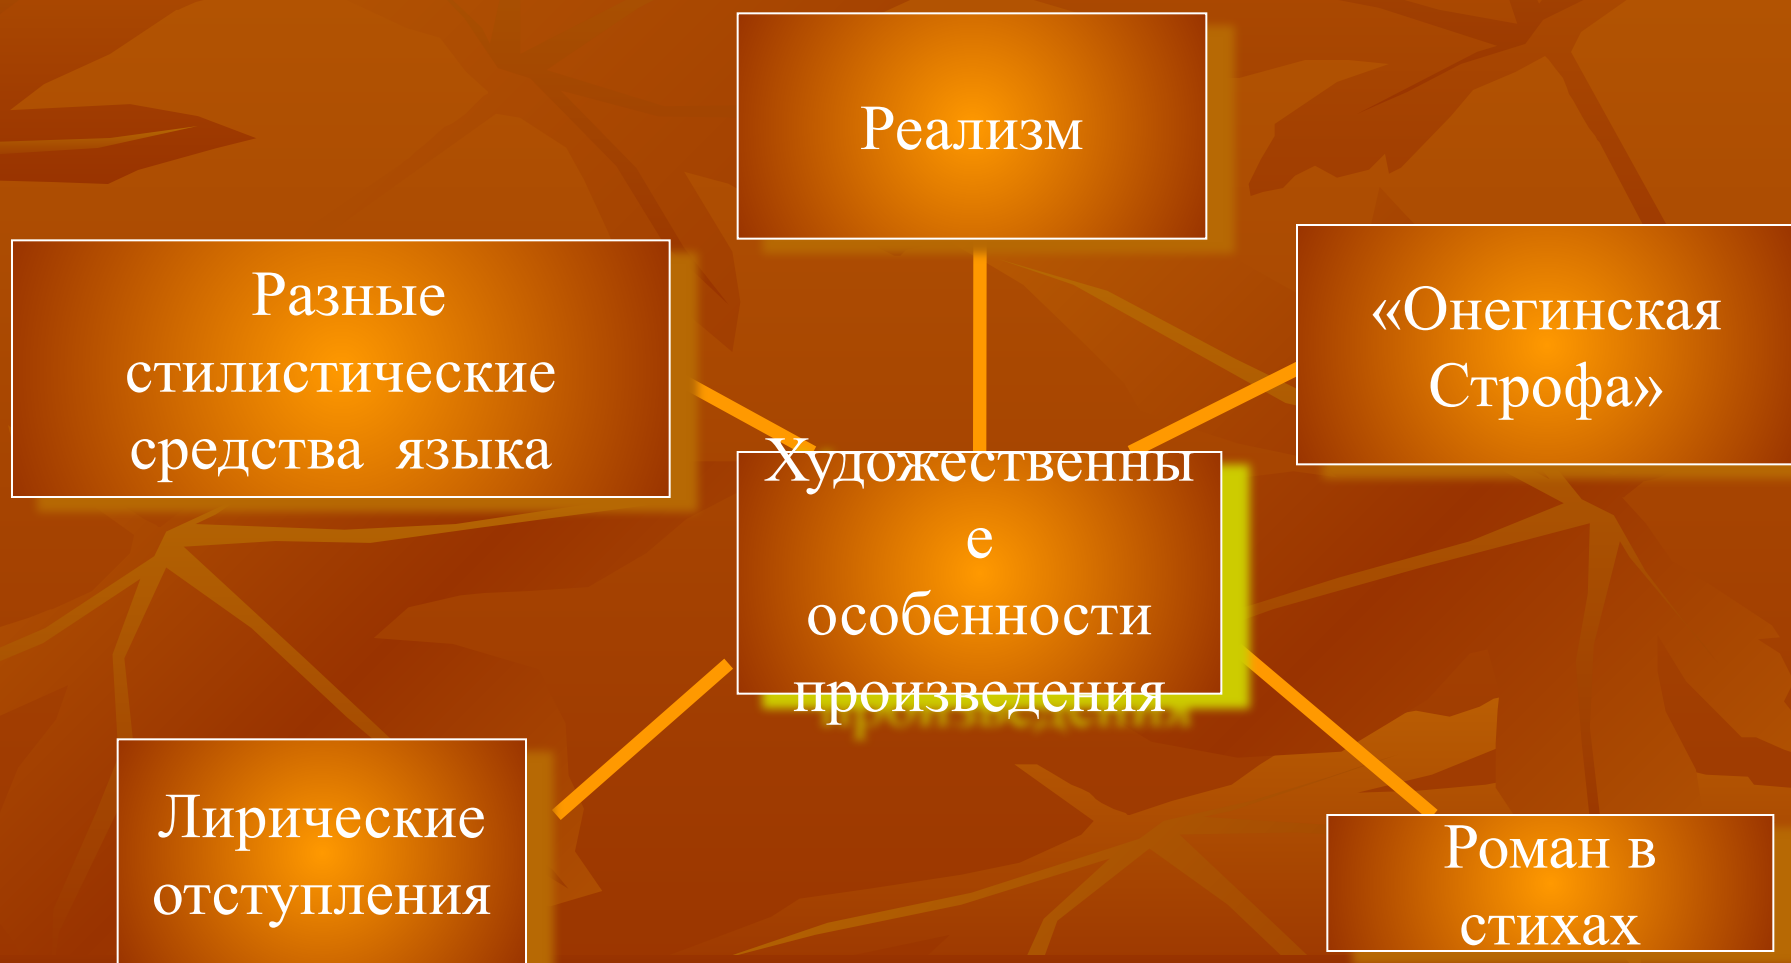 Реализм
Разные
стилистические
средства языка
«Онегинская
Строфа»
Художественны
е
особенности
произведения
Лирические
отступления
Роман в
стихах